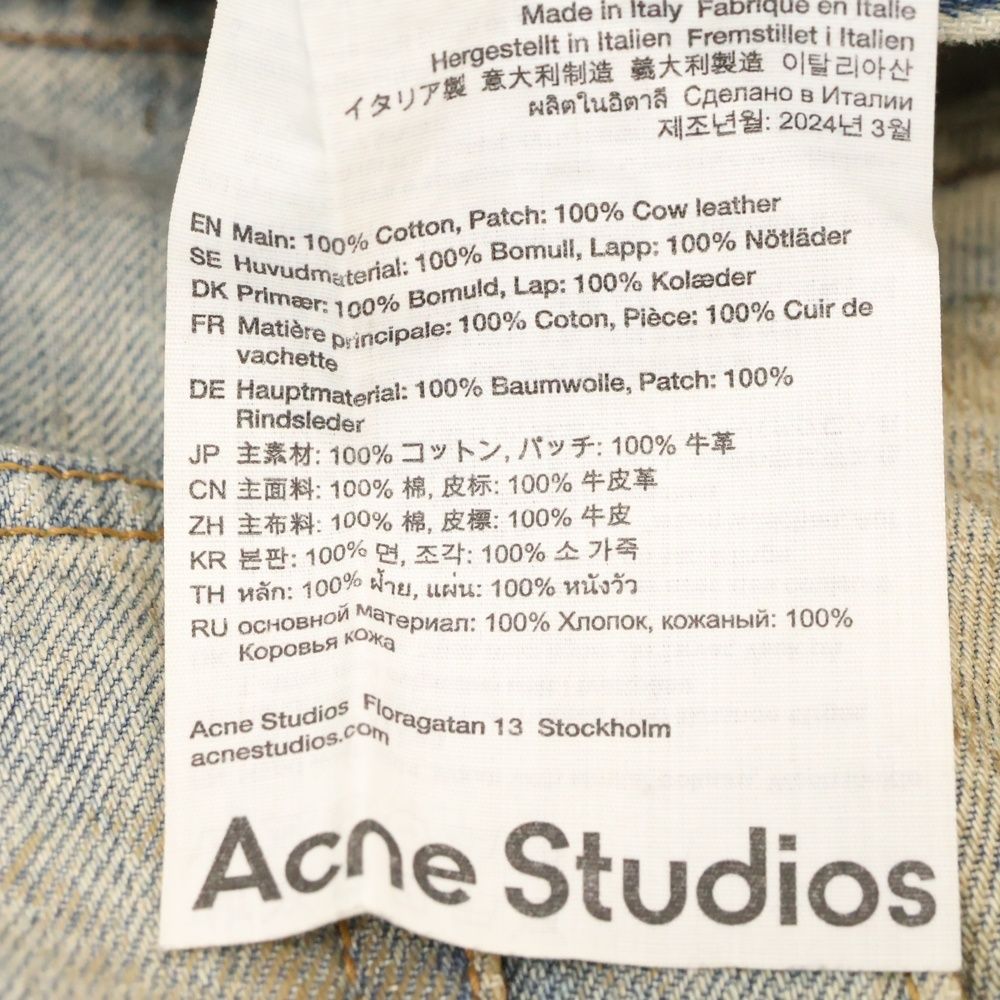 Made in Italy Fabriqué en Italie
Hergestellt in Italien Fremstillet i Italien
イタリア製 意大利制造 義大利製造 이탈리아산
ผลิตในอิตาลี Сделано в Италии
제조년월: 2024년 3월
EN Main: 100% Cotton, Patch: 100% Cow leather
SE Huvudmaterial: 100% Bomull, Lapp: 100% Nötläder
DK Primær: 100% Bomuld, Lap: 100% Kolæder
FR Matière principale: 100% Coton, Pièce: 100% Cuir de
vachette
DE Hauptmaterial: 100% Baumwolle, Patch: 100%
Rindsleder
JP 主素材: 100% コットン, パッチ: 100% 牛革
CN 主面料: 100% 棉, 皮标: 100% 牛皮革
ZH 主布料: 100% 棉, 皮標: 100% 牛皮
KR 본판: 100% 면, 조각: 100% 소 가죽
TH หลัก: 100% ฝ้าย, แผ่น: 100% หนังวัว
RU основной материал: 100% Хлопок, кожаный: 100%
Коровья кожа
Acne Studios Floragatan 13 Stockholm
acnestudios.com
Acne Studios